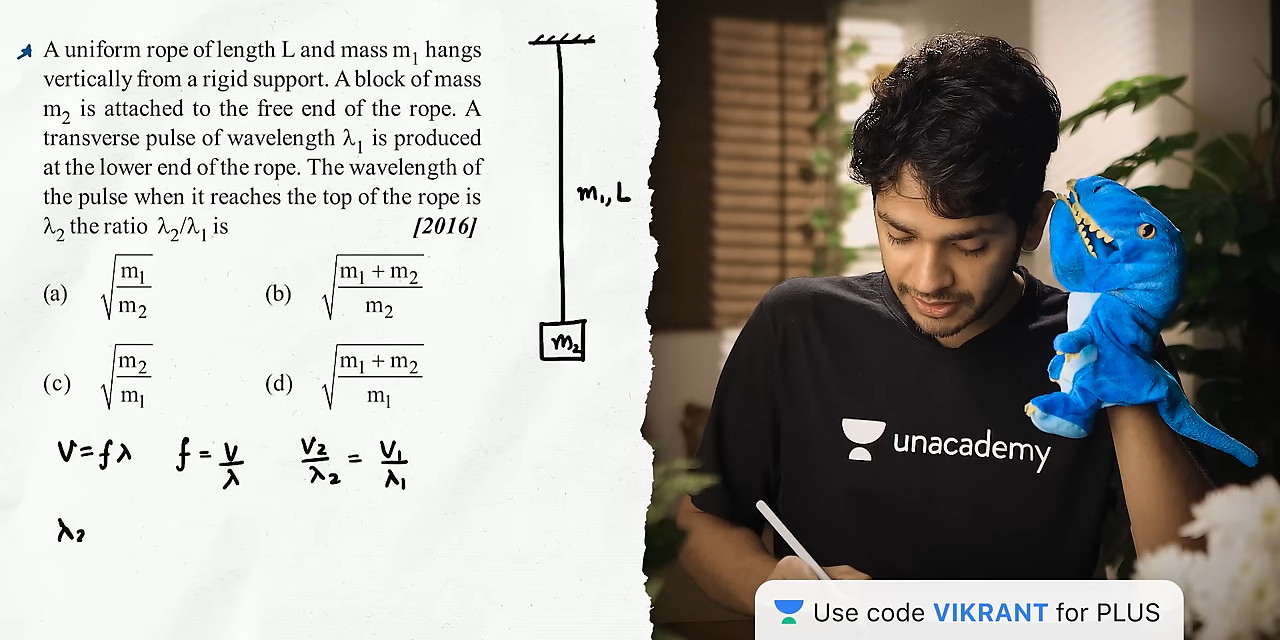 A uniform rope of length L and mass m₁ hangs
vertically from a rigid support. A block of mass
m₂ is attached to the free end of the rope. A
transverse pulse of wavelength λ₁ is produced
at the lower end of the rope. The wavelength of
the pulse when it reaches the top of the rope is
λ₂ the ratio λ₂/λ₁ is [2016]
(a) √(m₁/m₂) (b) √((m₁ + m₂)/m₂)
(c) √(m₂/m₁) (d) √((m₁ + m₂)/m₁)
V=fλ f=V/λ V₂/λ₂ = V₁/λ₁
λ₂
m₁,L
m₂
unacademy
Use code VIKRANT for PLUS